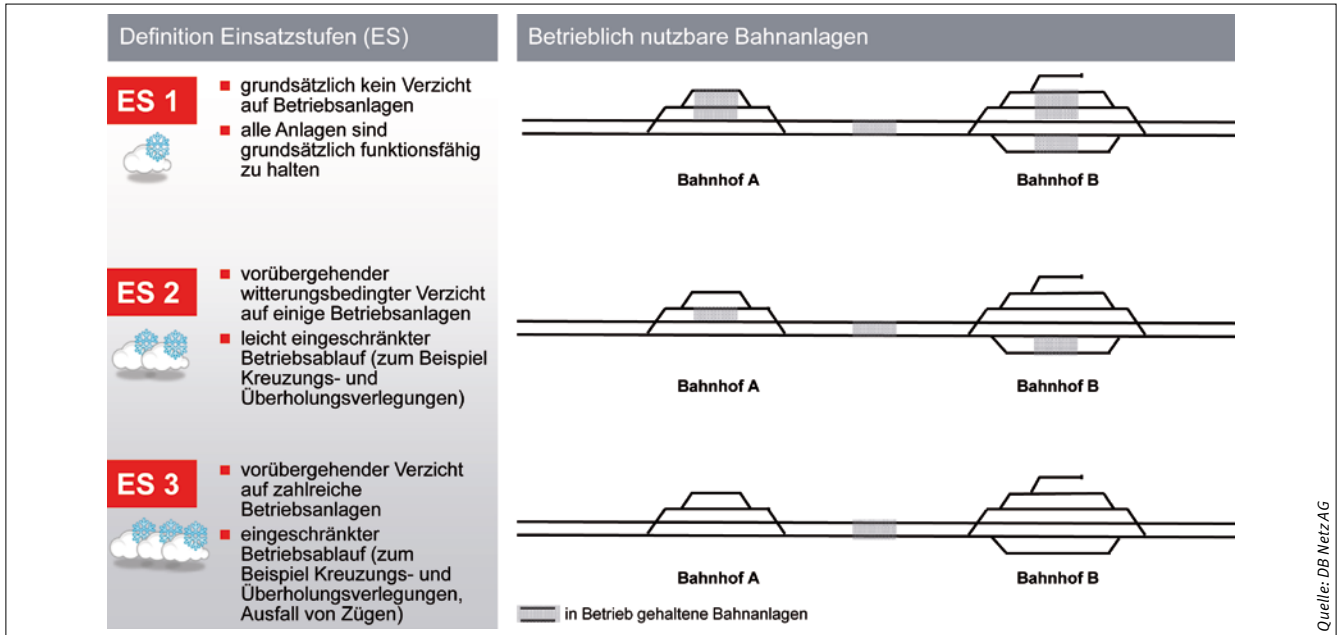 Definition Einsatzstufen (ES)
Betrieblich nutzbare Bahnanlagen
ES 1
■ grundsätzlich kein Verzicht
auf Betriebsanlagen
■ alle Anlagen sind
grundsätzlich funktionsfähig
zu halten
Bahnhof A
Bahnhof B
ES 2
■ vorübergehender
witterungsbedingter Verzicht
auf einige Betriebsanlagen
■ leicht eingeschränkter
Betriebsablauf (zum Beispiel
Kreuzungs- und
Überholungsverlegungen)
Bahnhof A
Bahnhof B
ES 3
■ vorübergehender Verzicht
auf zahlreiche
Betriebsanlagen
■ eingeschränkter
Betriebsablauf (zum
Beispiel Kreuzungs- und
Überholungsverlegungen,
Ausfall von Zügen)
Bahnhof A
Bahnhof B
in Betrieb gehaltene Bahnanlagen
Quelle: DB Netz AG